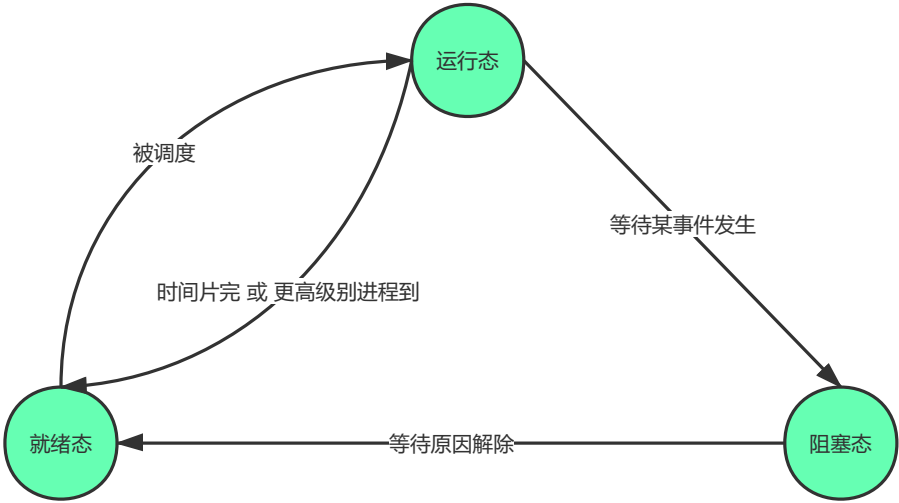 运行态
被调度
等待某事件发生
时间片完 或 更高级别进程到
就绪态
等待原因解除
阻塞态